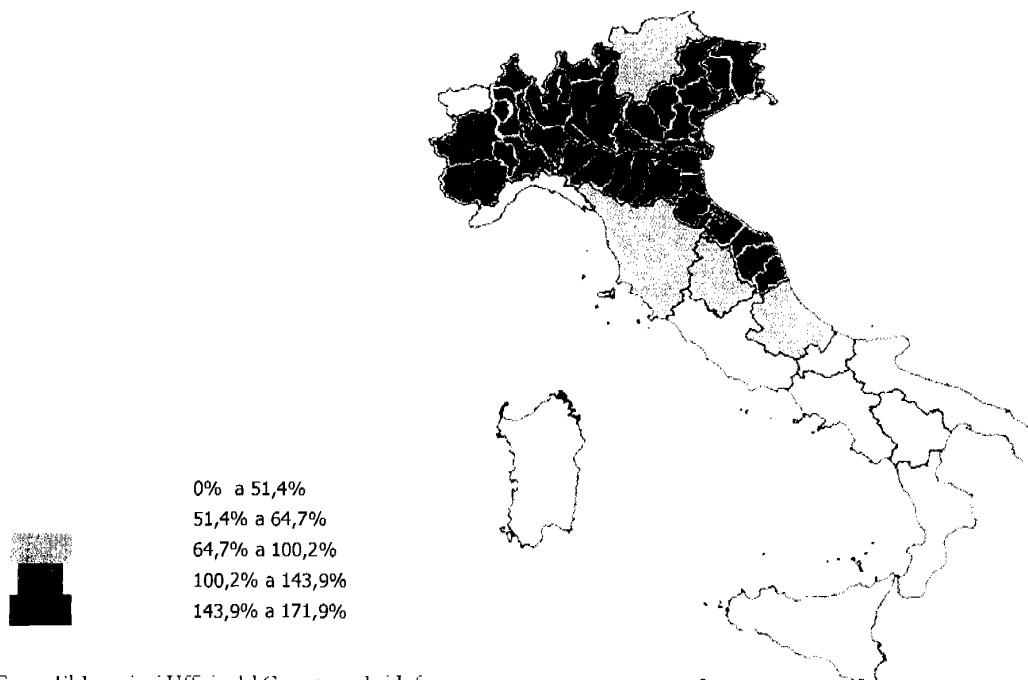 0% a 51,4%
51,4% a 64,7%
64,7% a 100,2%
100,2% a 143,9%
143,9% a 171,9%